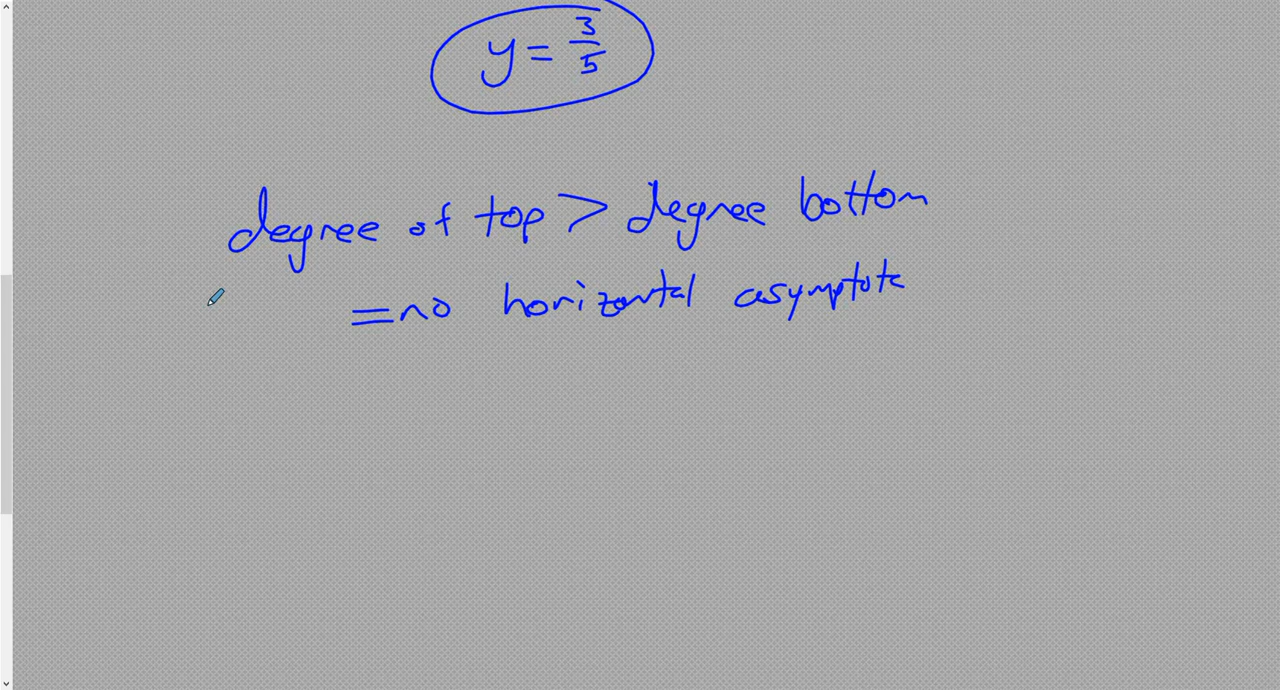 y = 3/5
degree of top > degree bottom
= no horizontal asymptote